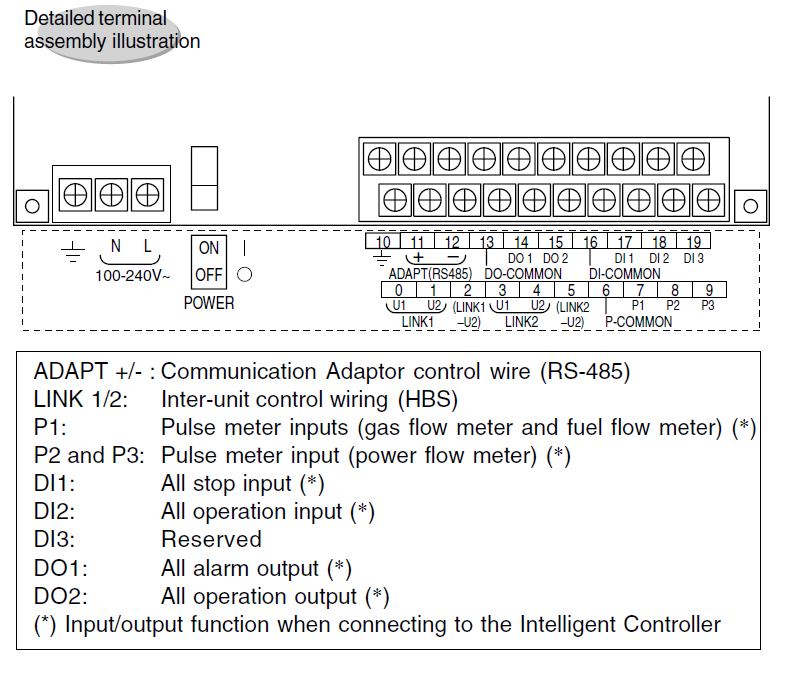 Detailed terminal
assembly illustration
N L
100-240V~
ON |
OFF ○
POWER
10 11 12 13 14 15 16 17 18 19
+ − DO 1 DO 2 DI 1 DI 2 DI 3
ADAPT(RS485) DO-COMMON DI-COMMON
0 1 2 3 4 5 6 7 8 9
U1 U2 (LINK1 U1 U2 (LINK2 P1 P2 P3
LINK1 –U2) LINK2 –U2) P-COMMON
ADAPT +/- : Communication Adaptor control wire (RS-485)
LINK 1/2: Inter-unit control wiring (HBS)
P1: Pulse meter inputs (gas flow meter and fuel flow meter) (*)
P2 and P3: Pulse meter input (power flow meter) (*)
DI1: All stop input (*)
DI2: All operation input (*)
DI3: Reserved
DO1: All alarm output (*)
DO2: All operation output (*)
(*) Input/output function when connecting to the Intelligent Controller